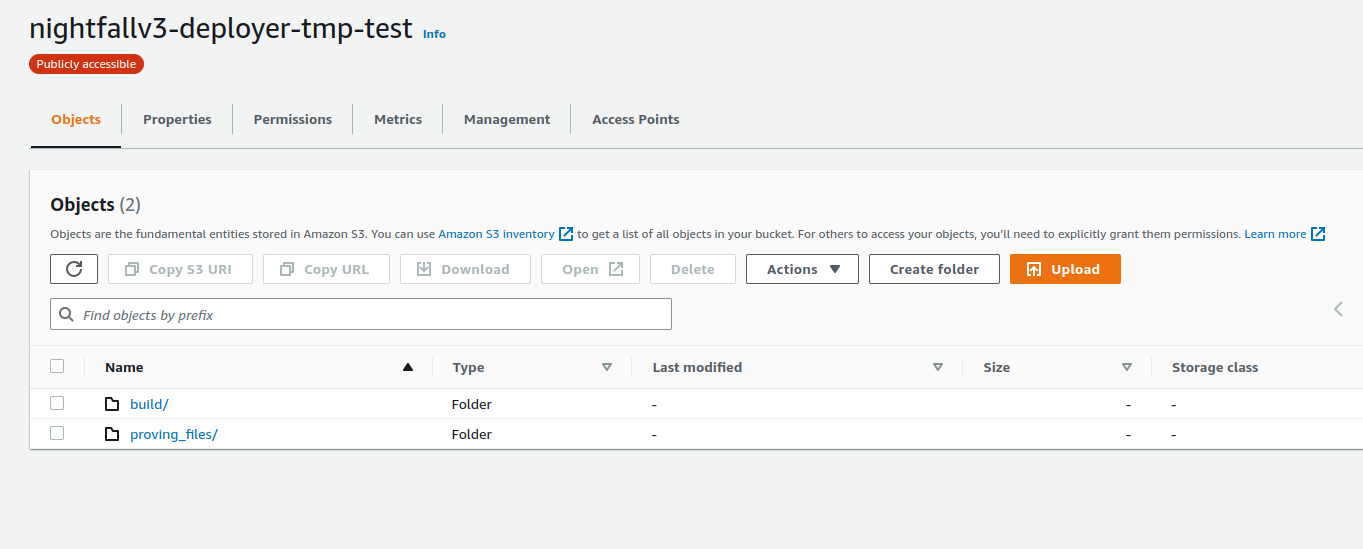 nightfallv3-deployer-tmp-test Info
Publicly accessible
Objects Properties Permissions Metrics Management Access Points
Objects (2)
Objects are the fundamental entities stored in Amazon S3. You can use Amazon S3 inventory to get a list of all objects in your bucket. For others to access your objects, you'll need to explicitly grant them permissions. Learn more
Copy S3 URI Copy URL Download Open Delete Actions Create folder Upload
Find objects by prefix
Name Type Last modified Size Storage class
build/ Folder - - -
proving_files/ Folder - - -